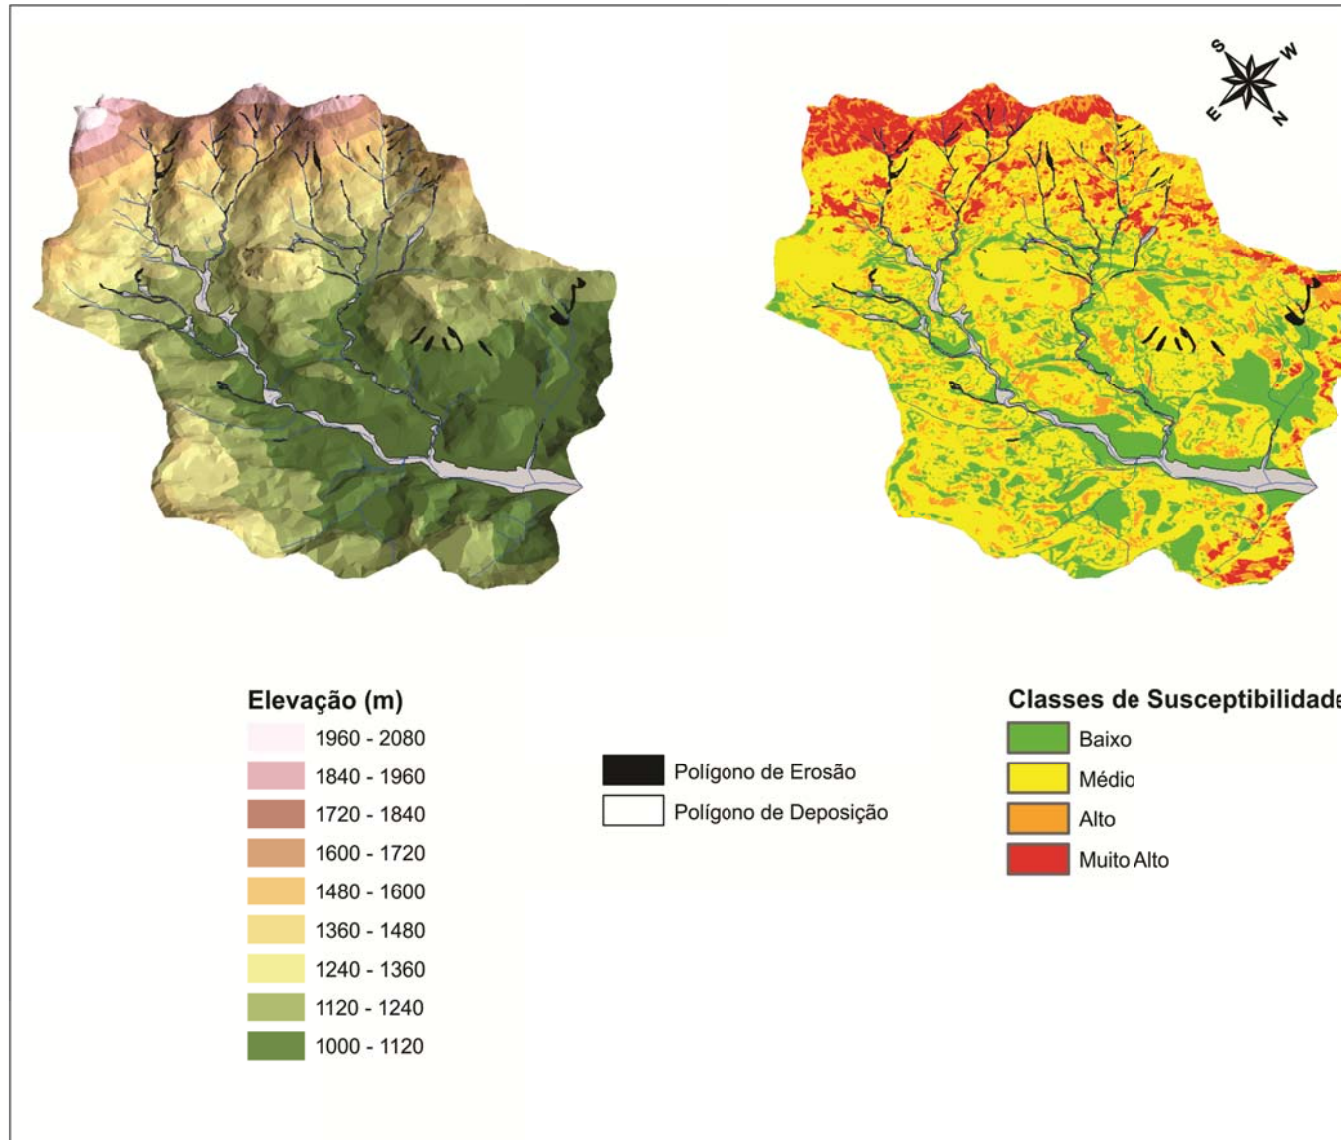 S
W
E
N
Elevação (m)
1960 - 2080
1840 - 1960
1720 - 1840
1600 - 1720
1480 - 1600
1360 - 1480
1240 - 1360
1120 - 1240
1000 - 1120
Polígono de Erosão
Polígono de Deposição
Classes de Susceptibilidade
Baixo
Médio
Alto
Muito Alto